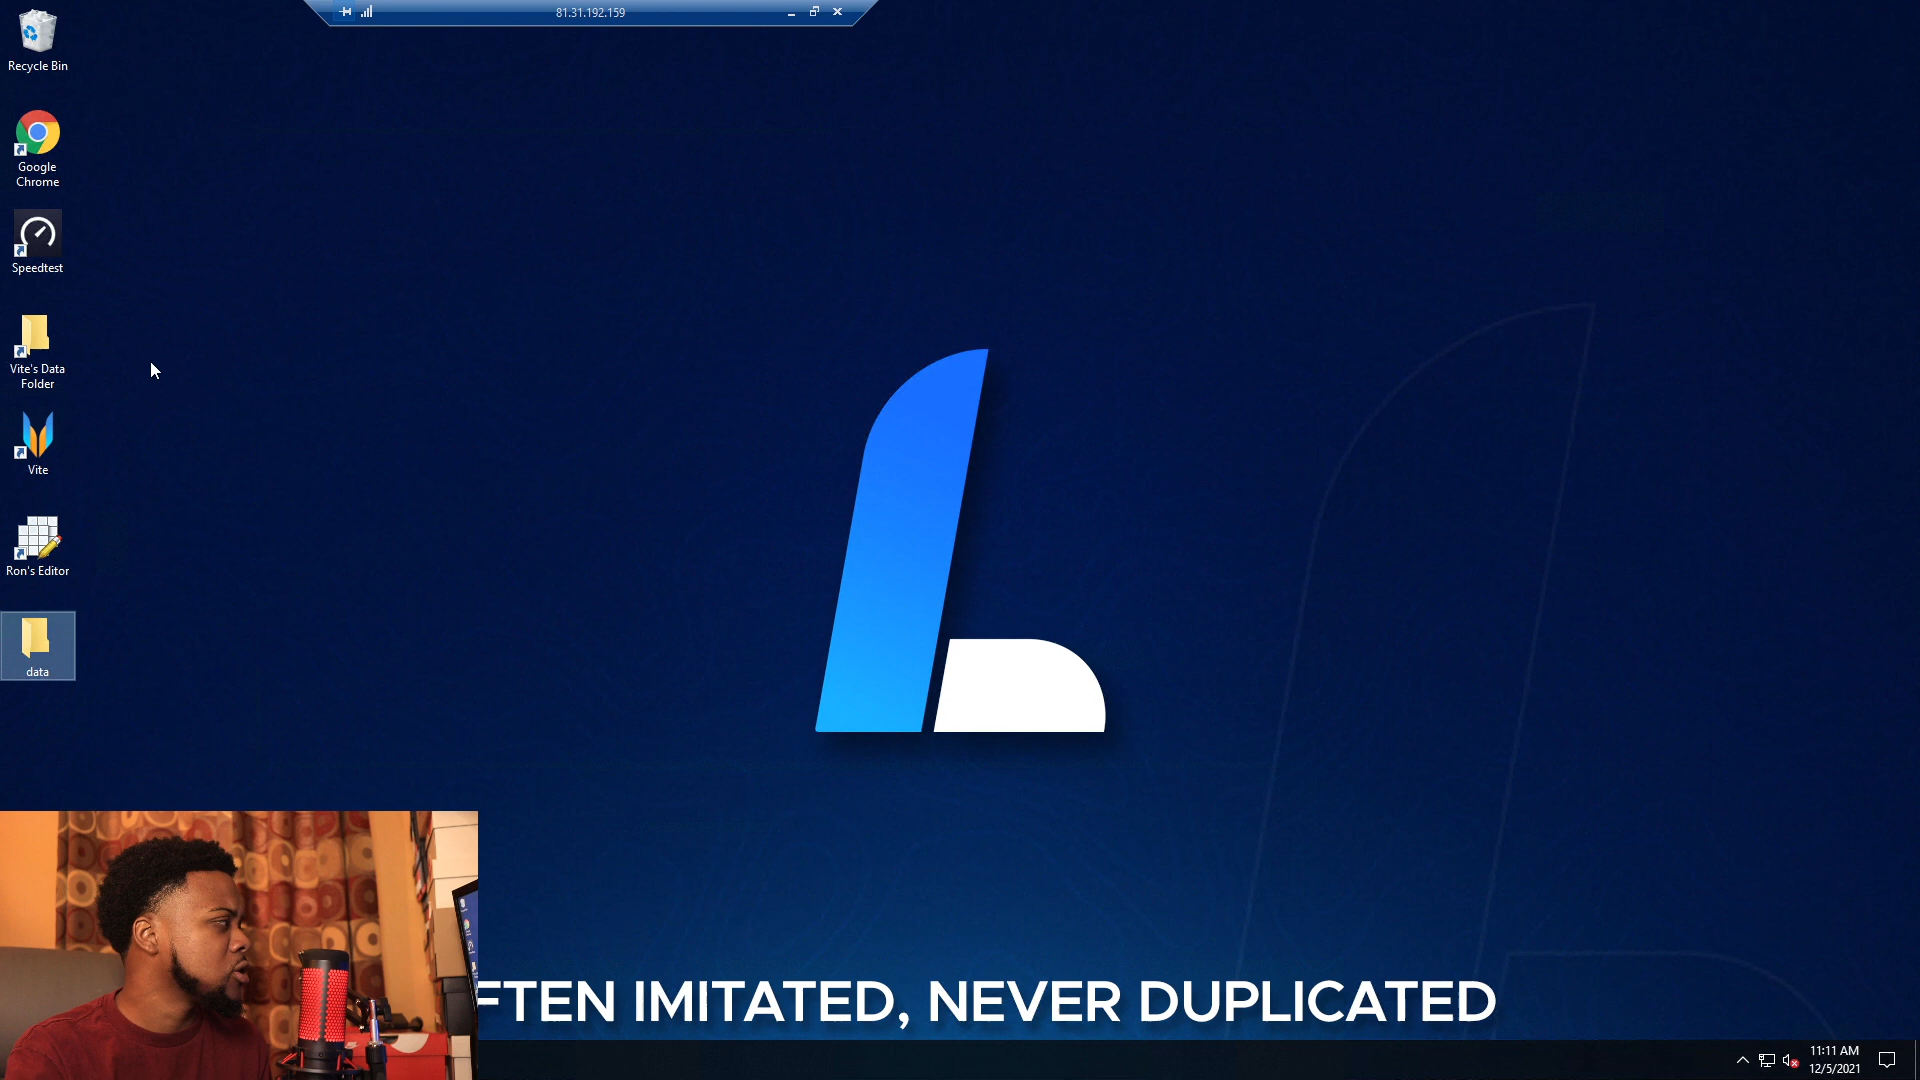 81.31.192.159
Recycle Bin
Google
Chrome
Speedtest
Vite's Data
Folder
Vite
Ron's Editor
data
FTEN IMITATED, NEVER DUPLICATED
11:11 AM
12/5/2021